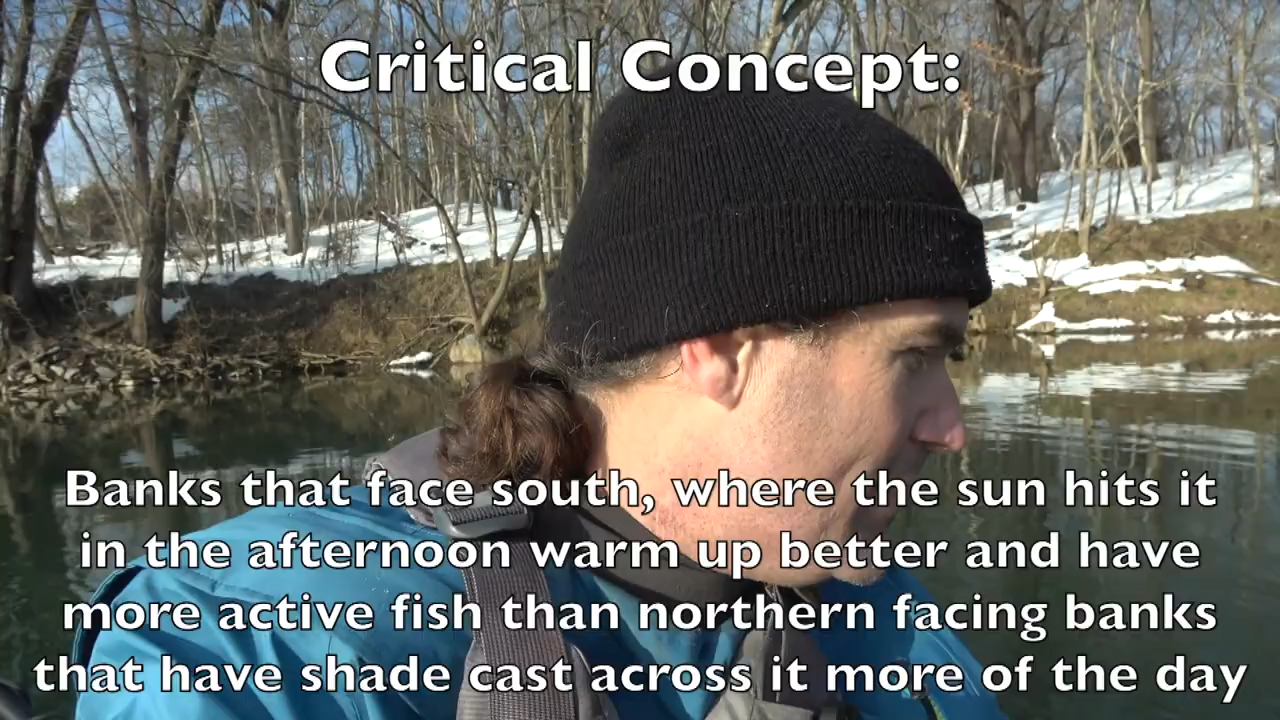 Critical Concept:
Banks that face south, where the sun hits it
in the afternoon warm up better and have
more active fish than northern facing banks
that have shade cast across it more of the day